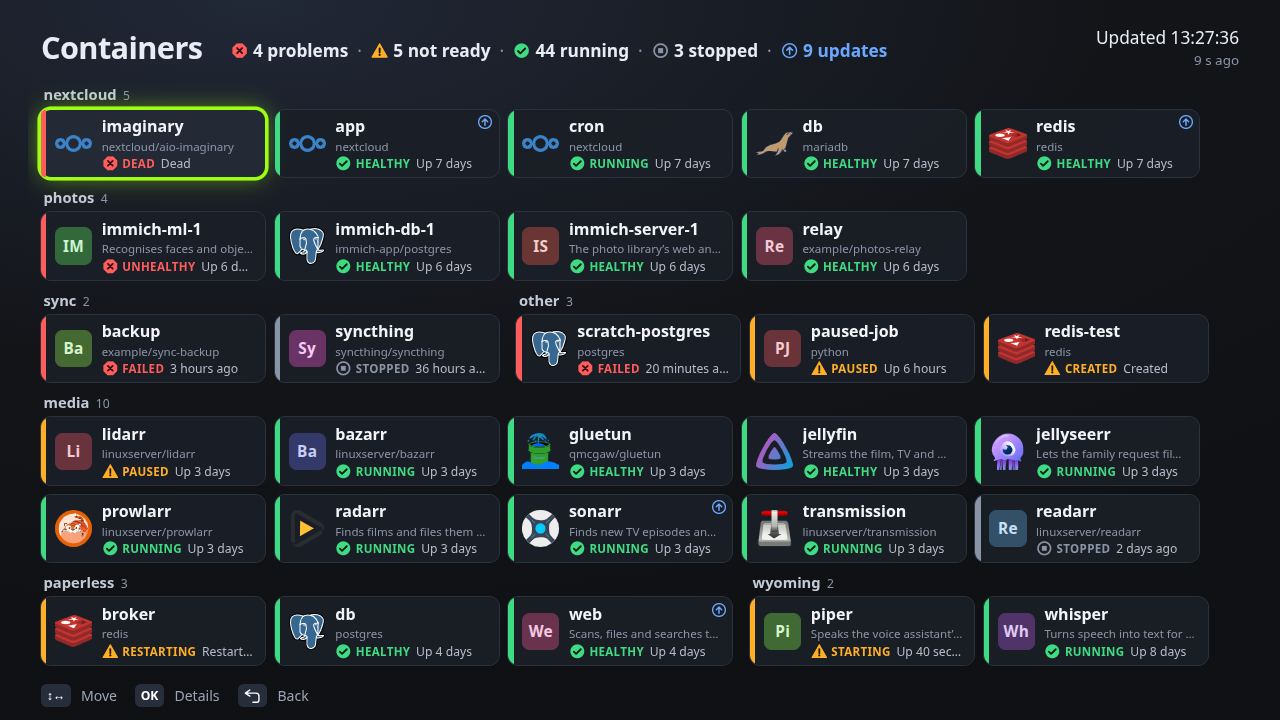 Containers 4 problems · 5 not ready · 44 running · 3 stopped · 9 updates
Updated 13:27:36
9 s ago
nextcloud 5
imaginary
nextcloud/aio-imaginary
DEAD Dead
app
nextcloud
HEALTHY Up 7 days
cron
nextcloud
RUNNING Up 7 days
db
mariadb
HEALTHY Up 7 days
redis
redis
HEALTHY Up 7 days
photos 4
IM
immich-ml-1
Recognises faces and obje…
UNHEALTHY Up 6 d…
immich-db-1
immich-app/postgres
HEALTHY Up 6 days
IS
immich-server-1
The photo library's web an…
HEALTHY Up 6 days
Re
relay
example/photos-relay
HEALTHY Up 6 days
sync 2
Ba
backup
example/sync-backup
FAILED 3 hours ago
Sy
syncthing
syncthing/syncthing
STOPPED 36 hours a…
other 3
scratch-postgres
postgres
FAILED 20 minutes a…
PJ
paused-job
python
PAUSED Up 6 hours
redis-test
redis
CREATED Created
media 10
Li
lidarr
linuxserver/lidarr
PAUSED Up 3 days
Ba
bazarr
linuxserver/bazarr
RUNNING Up 3 days
gluetun
qmcgaw/gluetun
HEALTHY Up 3 days
jellyfin
Streams the film, TV and …
HEALTHY Up 3 days
jellyseerr
Lets the family request fil…
RUNNING Up 3 days
prowlarr
linuxserver/prowlarr
RUNNING Up 3 days
radarr
Finds films and files them …
RUNNING Up 3 days
sonarr
Finds new TV episodes an…
RUNNING Up 3 days
transmission
linuxserver/transmission
RUNNING Up 3 days
Re
readarr
linuxserver/readarr
STOPPED 2 days ago
paperless 3
broker
redis
RESTARTING Restart…
db
postgres
HEALTHY Up 4 days
We
web
Scans, files and searches t…
HEALTHY Up 4 days
wyoming 2
Pi
piper
Speaks the voice assistant'…
STARTING Up 40 sec…
Wh
whisper
Turns speech into text for …
RUNNING Up 8 days
Move OK Details Back